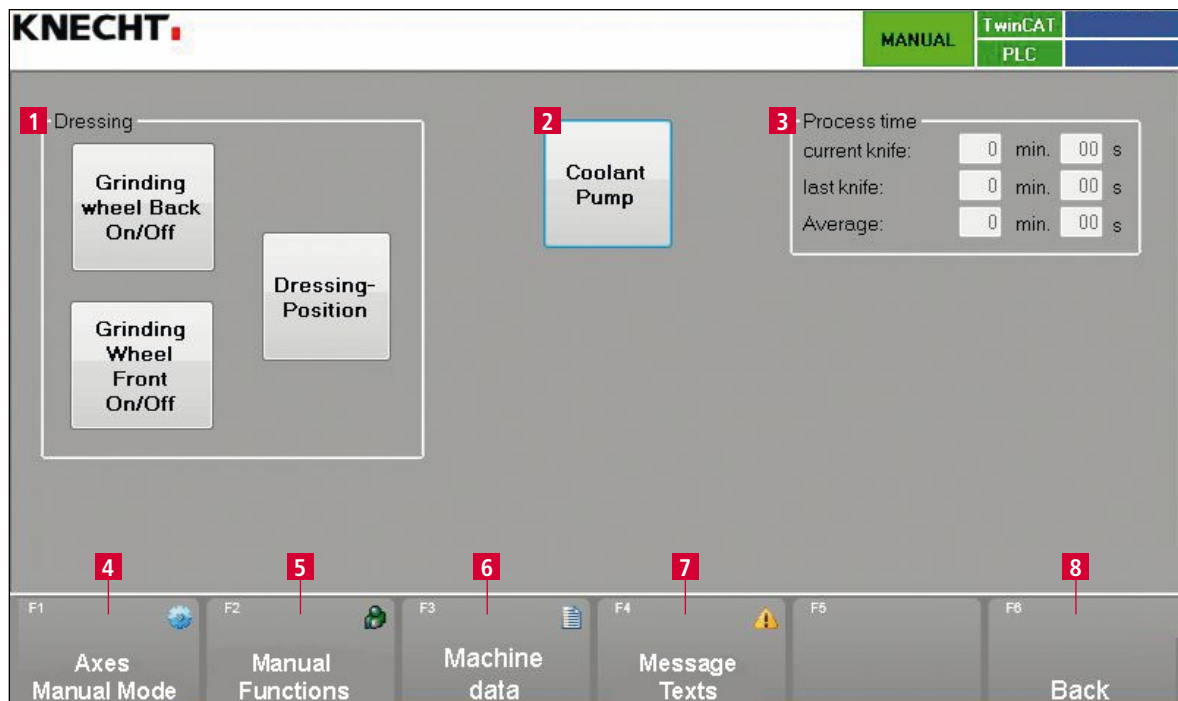 KNECHT
MANUAL
TwinCAT
PLC
1 Dressing
Grinding
wheel Back
On/Off
Grinding
Wheel
Front
On/Off
Dressing-
Position
2
Coolant
Pump
3 Process time
current knife: 0 min. 00 s
last knife: 0 min. 00 s
Average: 0 min. 00 s
4
5
6
7
8
F1
Axes
Manual Mode
F2
Manual
Functions
F3
Machine
data
F4
Message
Texts
F5
F6
Back